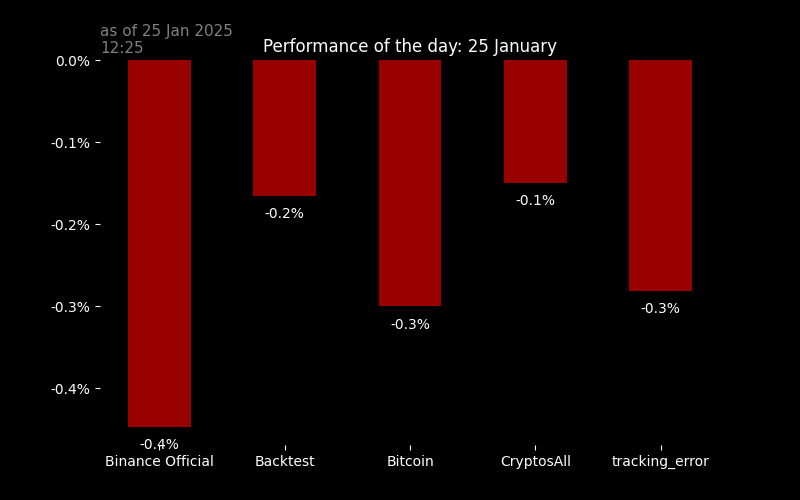 as of 25 Jan 2025
12:25
Performance of the day: 25 January
0.0%
-0.1%
-0.2%
-0.3%
-0.4%
-0.4%
-0.2%
-0.3%
-0.1%
-0.3%
Binance Official
Backtest
Bitcoin
CryptosAll
tracking_error